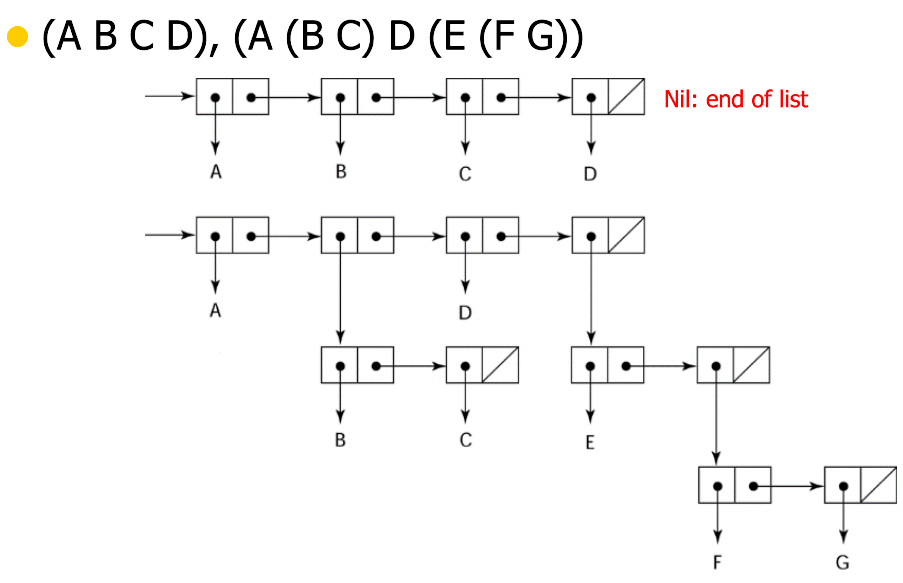 (A B C D), (A (B C) D (E (F G))
Nil: end of list
A B C D
A D
B C E
F G